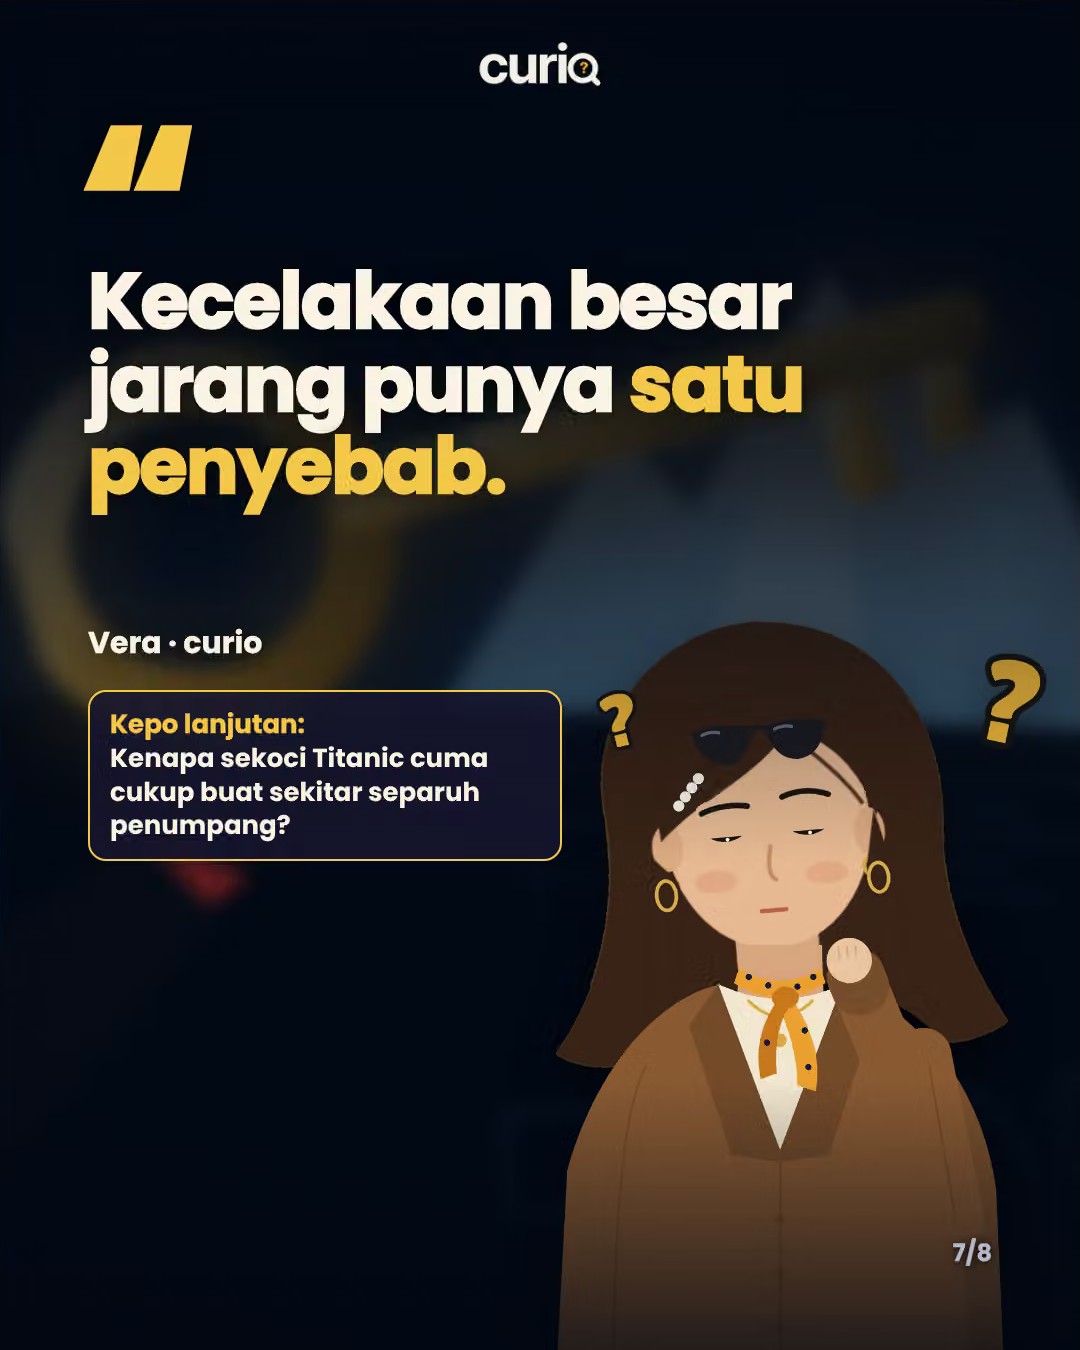 curio
Kecelakaan besar
jarang punya satu
penyebab.
Vera · curio
Kepo lanjutan:
Kenapa sekoci Titanic cuma
cukup buat sekitar separuh
penumpang?
?
?
7/8